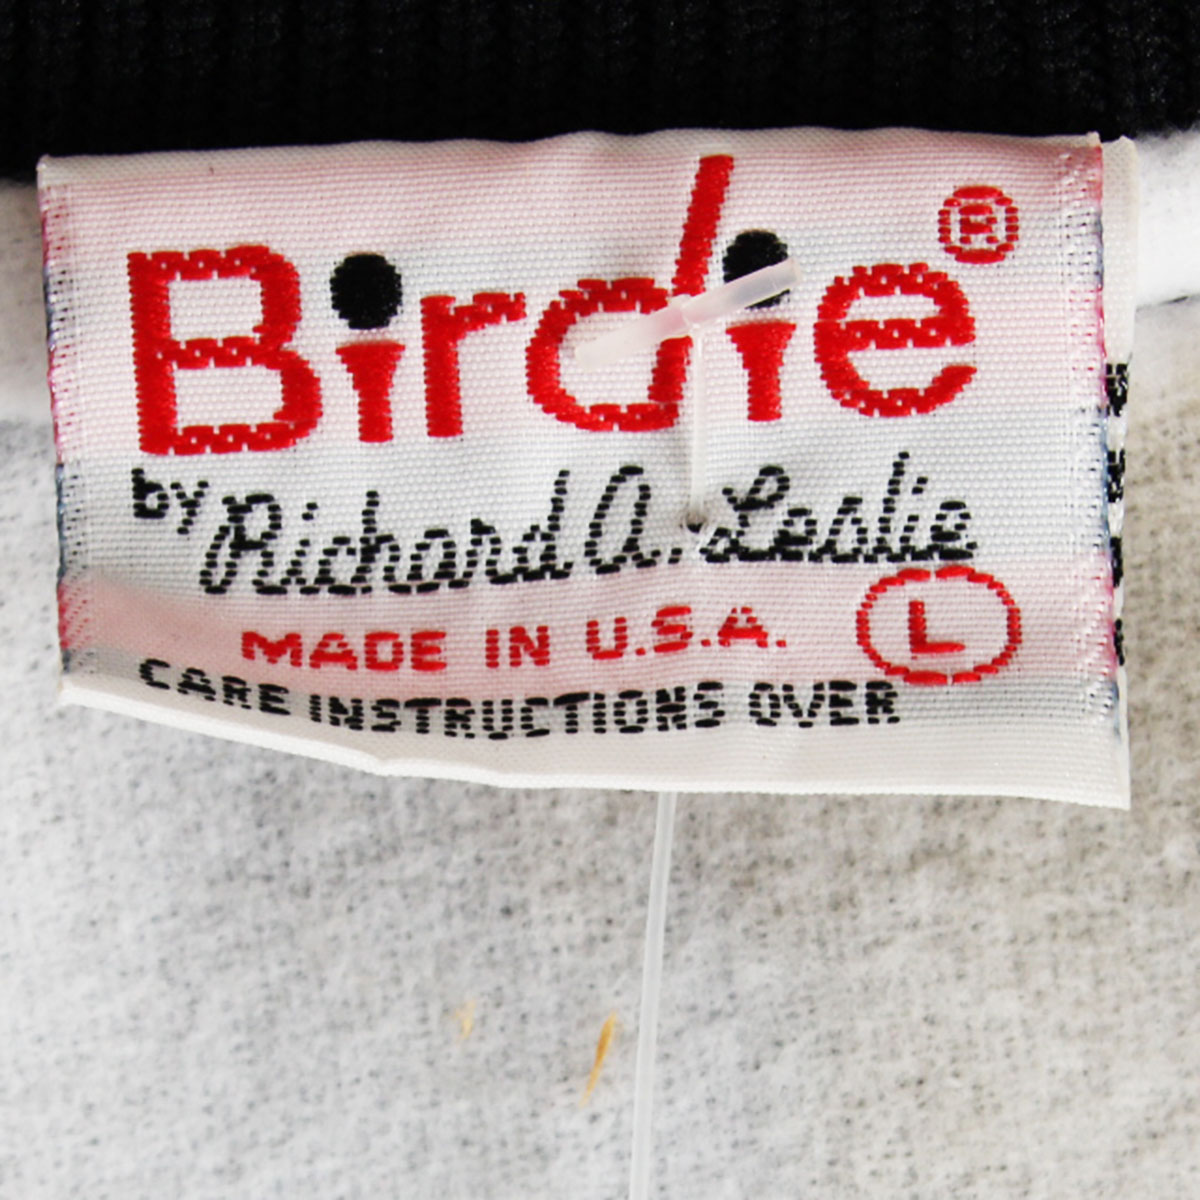 Birdie®
by Richard A. Leslie
MADE IN U.S.A. L
CARE INSTRUCTIONS OVER